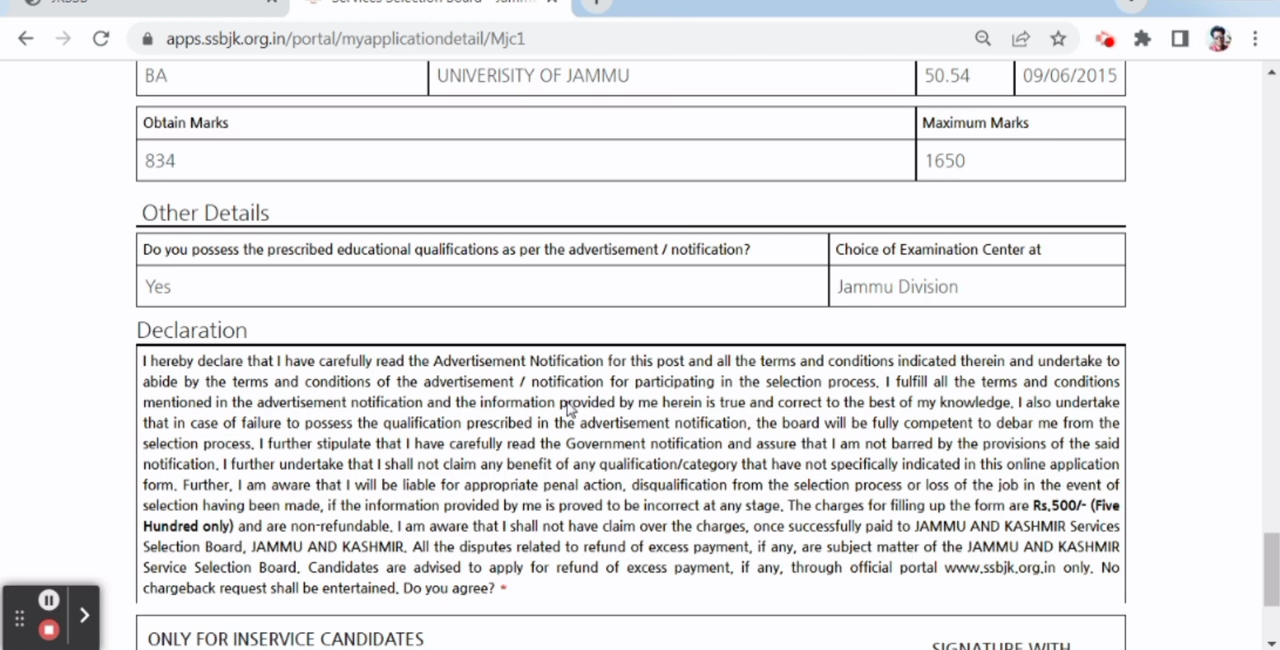 apps.ssbjk.org.in/portal/myapplicationdetail/Mjc1
BA UNIVERISITY OF JAMMU 50.54 09/06/2015
Obtain Marks Maximum Marks
834 1650
Other Details
Do you possess the prescribed educational qualifications as per the advertisement / notification? Choice of Examination Center at
Yes Jammu Division
Declaration
I hereby declare that I have carefully read the Advertisement Notification for this post and all the terms and conditions indicated therein and undertake to
abide by the terms and conditions of the advertisement / notification for participating in the selection process. I fulfill all the terms and conditions
mentioned in the advertisement notification and the information provided by me herein is true and correct to the best of my knowledge. I also undertake
that in case of failure to possess the qualification prescribed in the advertisement notification, the board will be fully competent to debar me from the
selection process. I further stipulate that I have carefully read the Government notification and assure that I am not barred by the provisions of the said
notification. I further undertake that I shall not claim any benefit of any qualification/category that have not specifically indicated in this online application
form. Further, I am aware that I will be liable for appropriate penal action, disqualification from the selection process or loss of the job in the event of
selection having been made, if the information provided by me is proved to be incorrect at any stage. The charges for filling up the form are Rs.500/- (Five
Hundred only) and are non-refundable. I am aware that I shall not have claim over the charges, once successfully paid to JAMMU AND KASHMIR Services
Selection Board, JAMMU AND KASHMIR. All the disputes related to refund of excess payment, if any, are subject matter of the JAMMU AND KASHMIR
Service Selection Board. Candidates are advised to apply for refund of excess payment, if any, through official portal www.ssbjk.org.in only. No
chargeback request shall be entertained. Do you agree? *
ONLY FOR INSERVICE CANDIDATES
SIGNATURE WITH